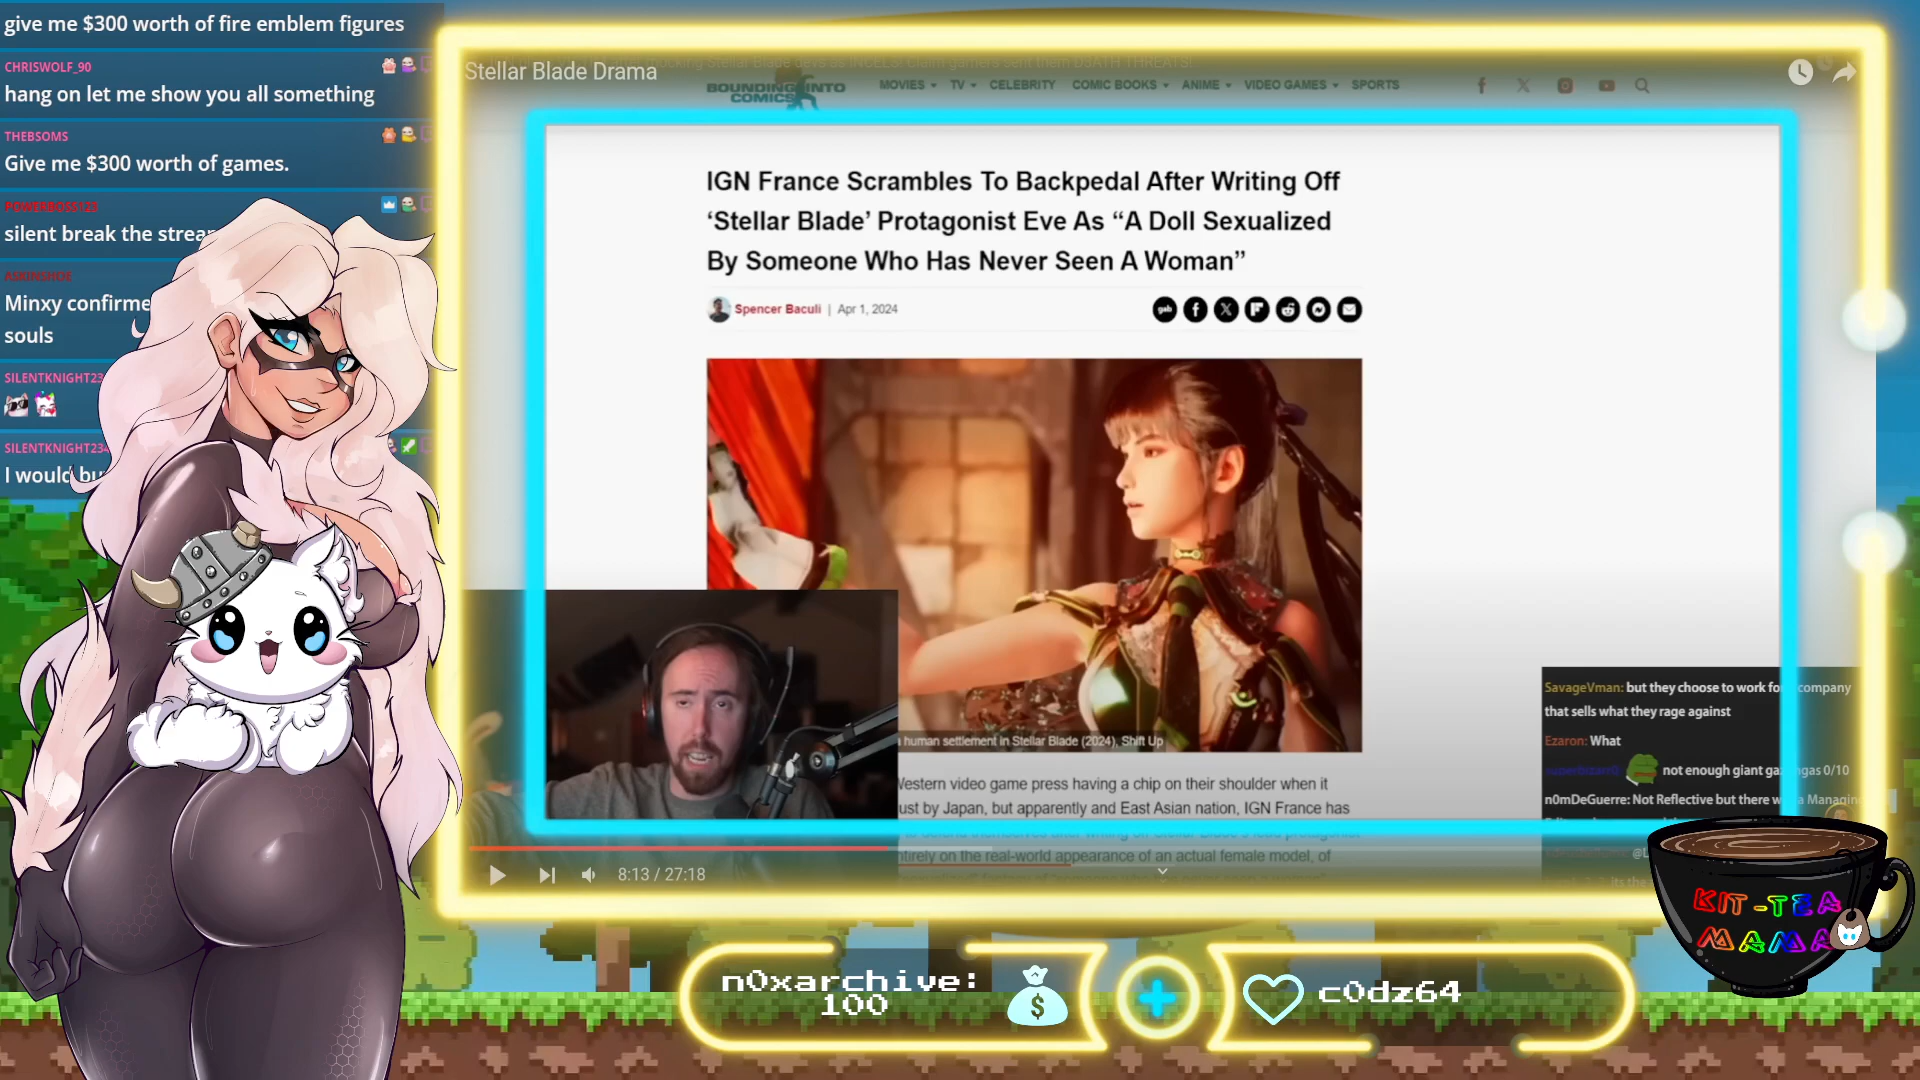 give me $300 worth of fire emblem figures
CHRISWOLF_90
hang on let me show you all something
THEBSOMS
Give me $300 worth of games.
POWERBOSS123
silent break the strea
ASKINSHOE
Minxy confirme
souls
SILENTKNIGHT23
SILENTKNIGHT234
I would bu
Stellar Blade Drama
BOUNDING INTO
COMICS
MOVIES TV CELEBRITY COMIC BOOKS ANIME VIDEO GAMES SPORTS
IGN France Scrambles To Backpedal After Writing Off
‘Stellar Blade’ Protagonist Eve As “A Doll Sexualized
By Someone Who Has Never Seen A Woman”
Spencer Baculi | Apr 1, 2024
gab
human settlement in Stellar Blade (2024), Shift Up
Western video game press having a chip on their shoulder when it
ust by Japan, but apparently and East Asian nation, IGN France has
ntirely on the real-world appearance of an actual female model, of
8:13 / 27:18
SavageVman: but they choose to work fo company
that sells what they rage against
Ezaron: What
not enough giant ga ngas 0/10
n0mDeGuerre: Not Reflective but there w a Managing
KIT-TEA
MAMA
n0xarchive:
100
c0dz64